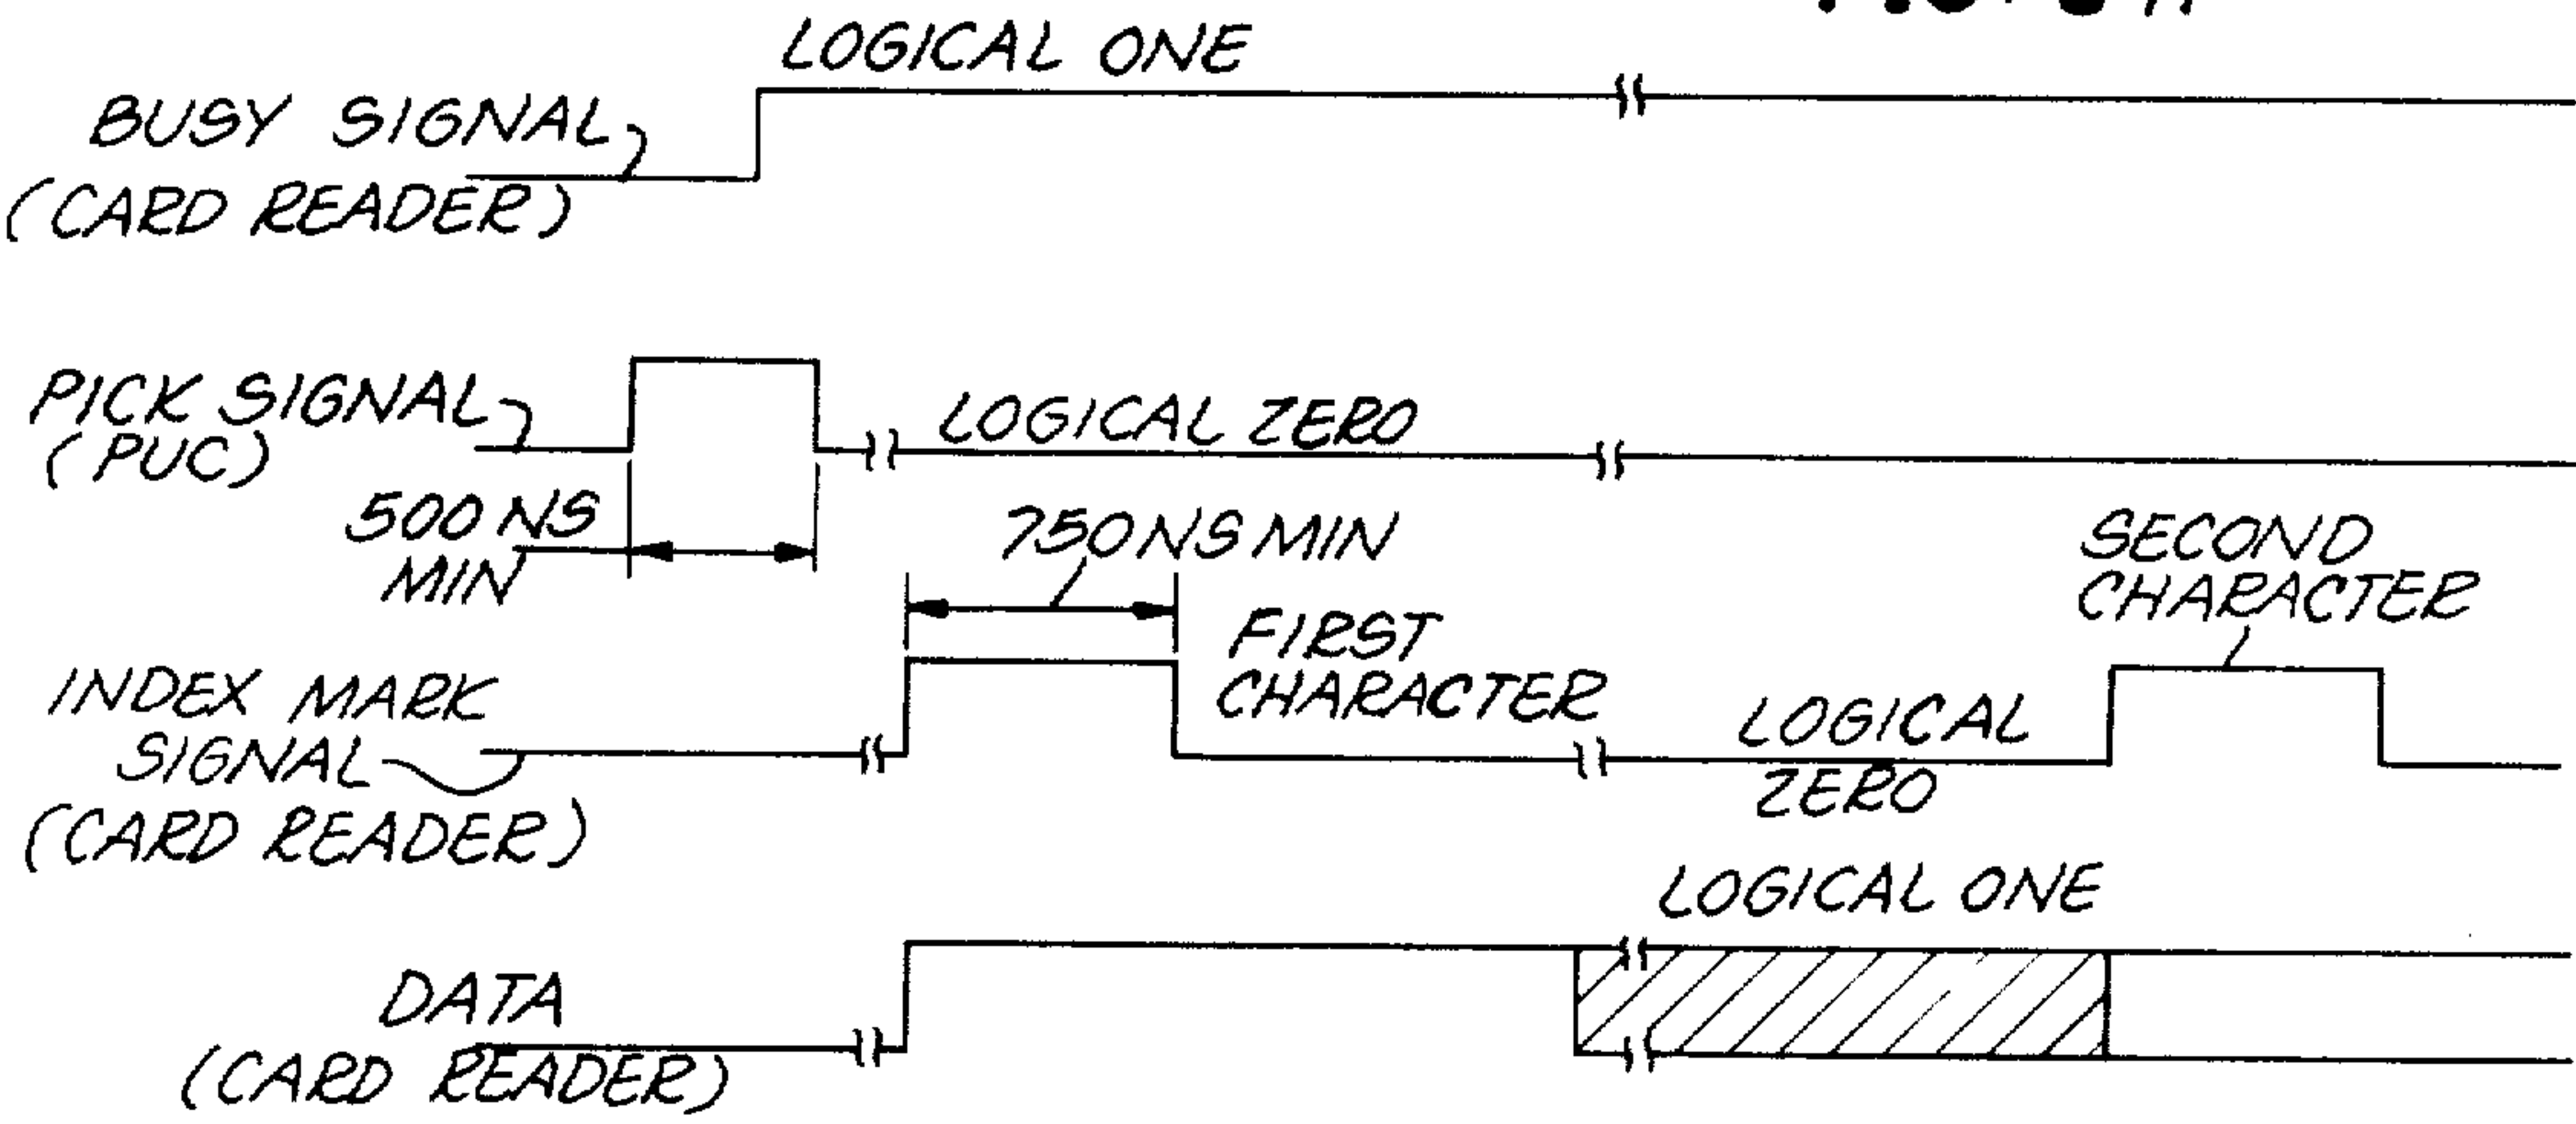 LOGICAL ONE
BUSY SIGNAL
(CARD READER)
PICK SIGNAL
(PUC)
LOGICAL ZERO
500 NS
MIN
750 NS MIN
SECOND
CHARACTER
FIRST
CHARACTER
INDEX MARK
SIGNAL
(CARD READER)
LOGICAL
ZERO
LOGICAL ONE
DATA
(CARD READER)